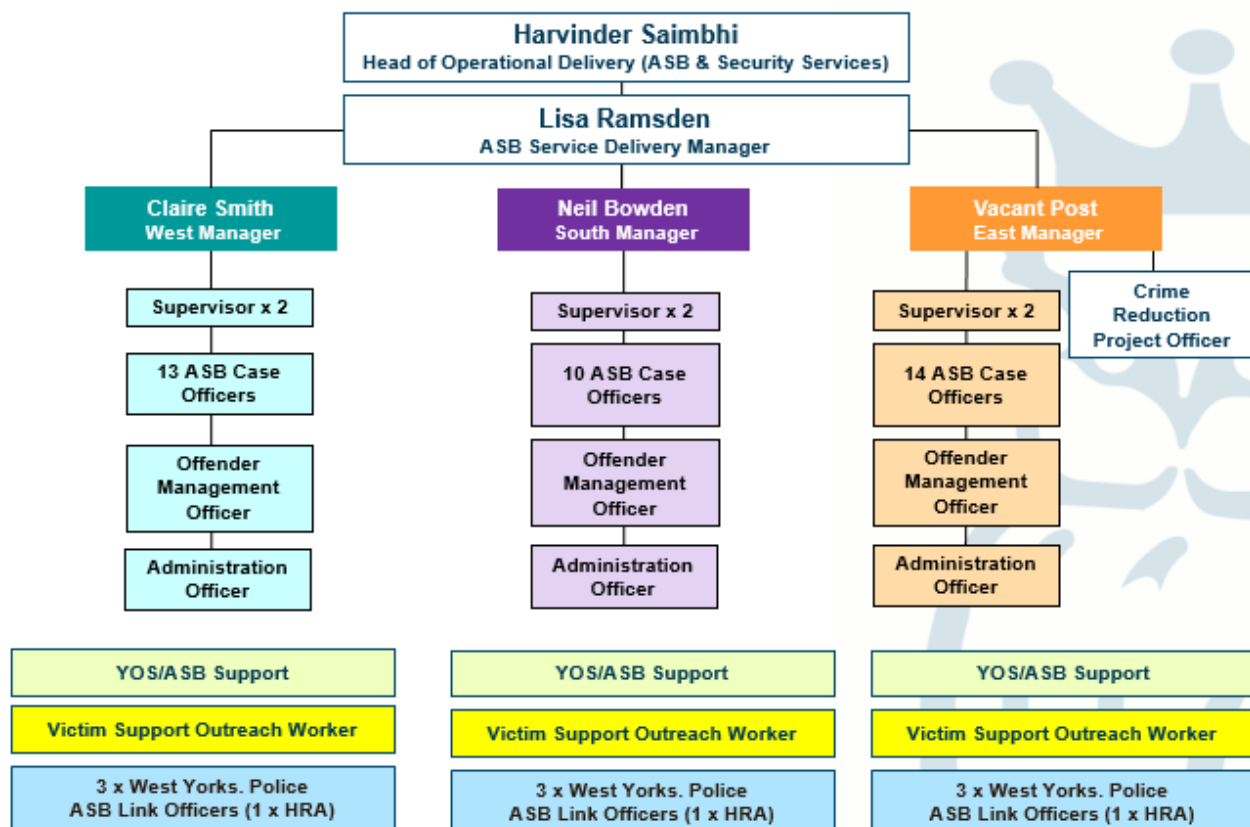 Harvinder Saimbhi
Head of Operational Delivery (ASB & Security Services)
Lisa Ramsden
ASB Service Delivery Manager
Claire Smith
West Manager
Neil Bowden
South Manager
Vacant Post
East Manager
Crime
Reduction
Project Officer
Supervisor x 2
Supervisor x 2
Supervisor x 2
13 ASB Case
Officers
10 ASB Case
Officers
14 ASB Case
Officers
Offender
Management
Officer
Offender
Management
Officer
Offender
Management
Officer
Administration
Officer
Administration
Officer
Administration
Officer
YOS/ASB Support
YOS/ASB Support
YOS/ASB Support
Victim Support Outreach Worker
Victim Support Outreach Worker
Victim Support Outreach Worker
3 x West Yorks. Police
ASB Link Officers (1 x HRA)
3 x West Yorks. Police
ASB Link Officers (1 x HRA)
3 x West Yorks. Police
ASB Link Officers (1 x HRA)